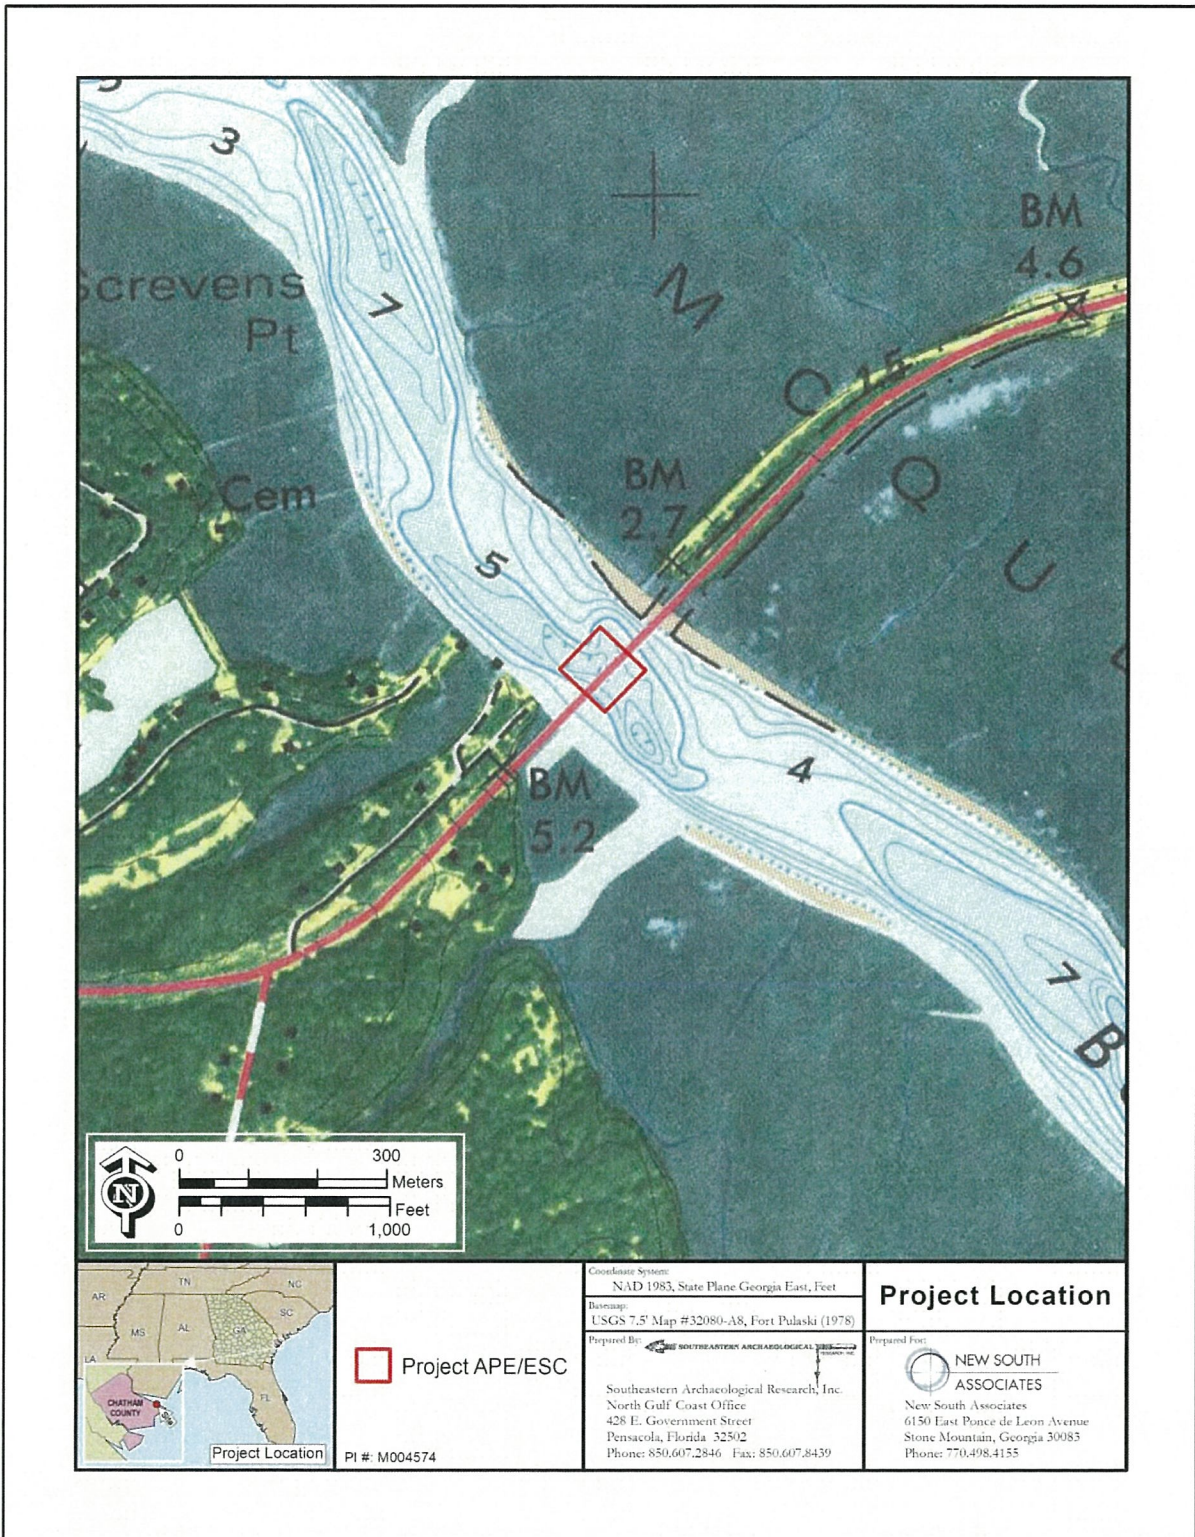 3
Screvens
Pt
7
M
BM
4.6
O
1.5
Cem
BM
2.7
Q
U
5
BM
5.2
4
7
B
0 300
Meters
Feet
0 1,000
N
TN
NC
AR
SC
MS
AL
GA
LA
FL
CHATHAM
COUNTY
Project Location
Project APE/ESC
PI #: M004574
Coordinate System:
NAD 1983, State Plane Georgia East, Feet
Basemap:
USGS 7.5' Map #32080-A8, Fort Pulaski (1978)
Prepared By:
SOUTHEASTERN ARCHAEOLOGICAL
RESEARCH, INC.
Southeastern Archaeological Research, Inc.
North Gulf Coast Office
428 E. Government Street
Pensacola, Florida 32502
Phone: 850.607.2846 Fax: 850.607.8439
Project Location
Prepared For:
NEW SOUTH
ASSOCIATES
New South Associates
6150 East Ponce de Leon Avenue
Stone Mountain, Georgia 30083
Phone: 770.498.4155